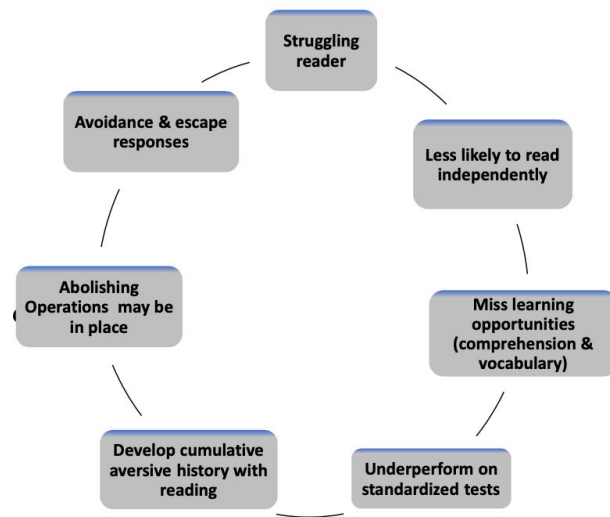 Struggling
reader
Less likely to read
independently
Miss learning
opportunities
(comprehension &
vocabulary)
Underperform on
standardized tests
Develop cumulative
aversive history with
reading
Abolishing
Operations may be
in place
Avoidance & escape
responses